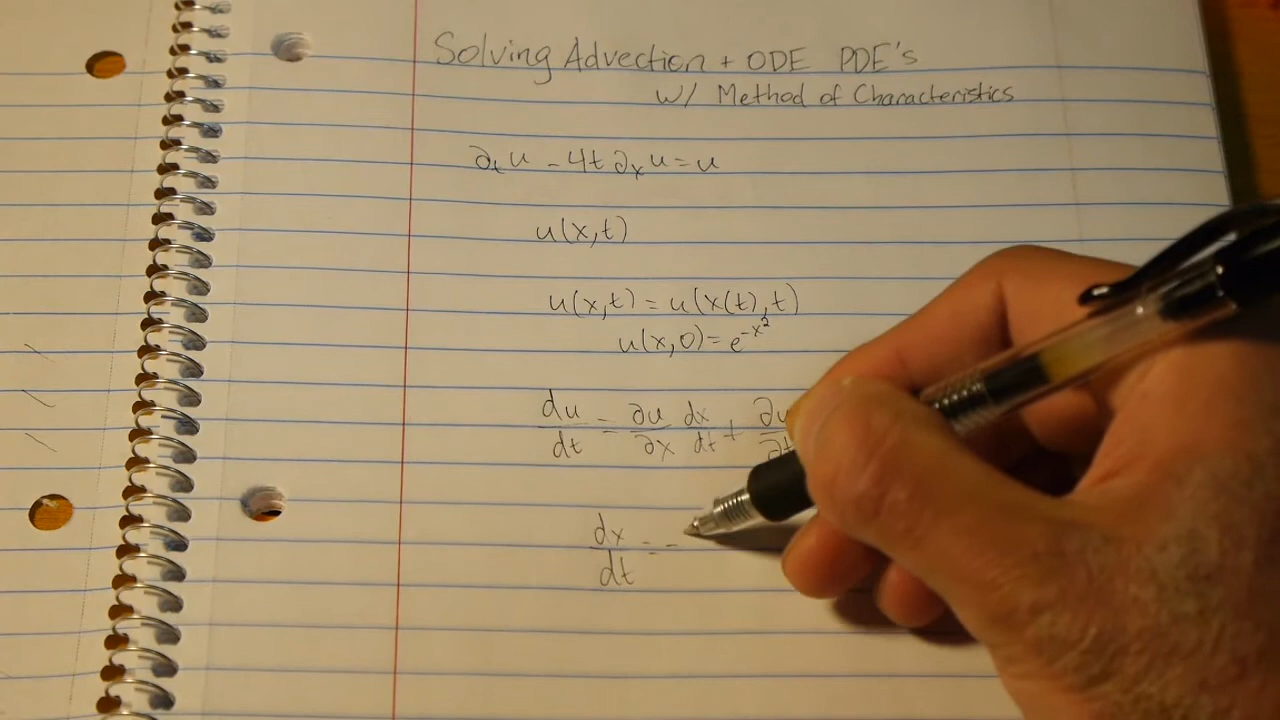 Solving Advection + ODE PDE's
W/ Method of Characteristics
∂ₜu - 4t ∂ₓu = u
u(x,t)
u(x,t) = u(x(t),t)
u(x,0) = e^{-x²}
du/dt = ∂u/∂x dx/dt + ∂u/∂t
dx/dt = -